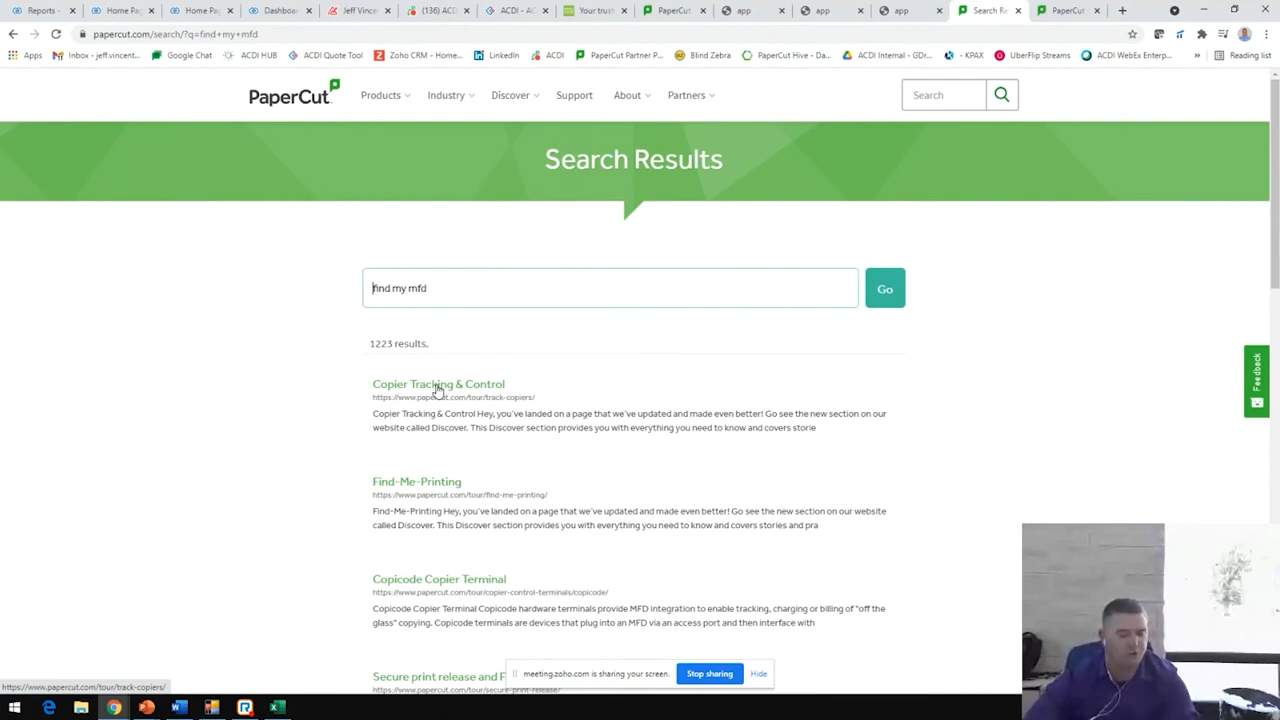 Reports -
Home Pag
Home Pag
Dashboa
Jeff Vince
(136) ACD
ACDI - AC
Your trust
PaperCut
app
app
app
Search Re
PaperCut
papercut.com/search/?q=find+my+mfd
Apps
Inbox - jeff.vincent...
Google Chat
ACDI HUB
ACDI Quote Tool
Zoho CRM - Home...
LinkedIn
ACDI
PaperCut Partner P...
Blind Zebra
PaperCut Hive - Da...
ACDI Internal - GDr...
- KPAX
UberFlip Streams
ACDI WebEx Enterp...
»
Reading list
PaperCut
Products
Industry
Discover
Support
About
Partners
Search
Search Results
find my mfd
Go
1223 results.
Copier Tracking & Control
https://www.papercut.com/tour/track-copiers/
Copier Tracking & Control Hey, you've landed on a page that we've updated and made even better! Go see the new section on our
website called Discover. This Discover section provides you with everything you need to know and covers storie
Find-Me-Printing
https://www.papercut.com/tour/find-me-printing/
Find-Me-Printing Hey, you've landed on a page that we've updated and made even better! Go see the new section on our website
called Discover. This Discover section provides you with everything you need to know and covers stories and pra
Copicode Copier Terminal
https://www.papercut.com/tour/copier-control-terminals/copicode/
Copicode Copier Terminal Copicode hardware terminals provide MFD integration to enable tracking, charging or billing of "off the
glass" copying. Copicode terminals are devices that plug into an MFD via an access port and then interface with
Secure print release and F
Feedback
meeting.zoho.com is sharing your screen.
Stop sharing
Hide
https://www.papercut.com/tour/track-copiers/